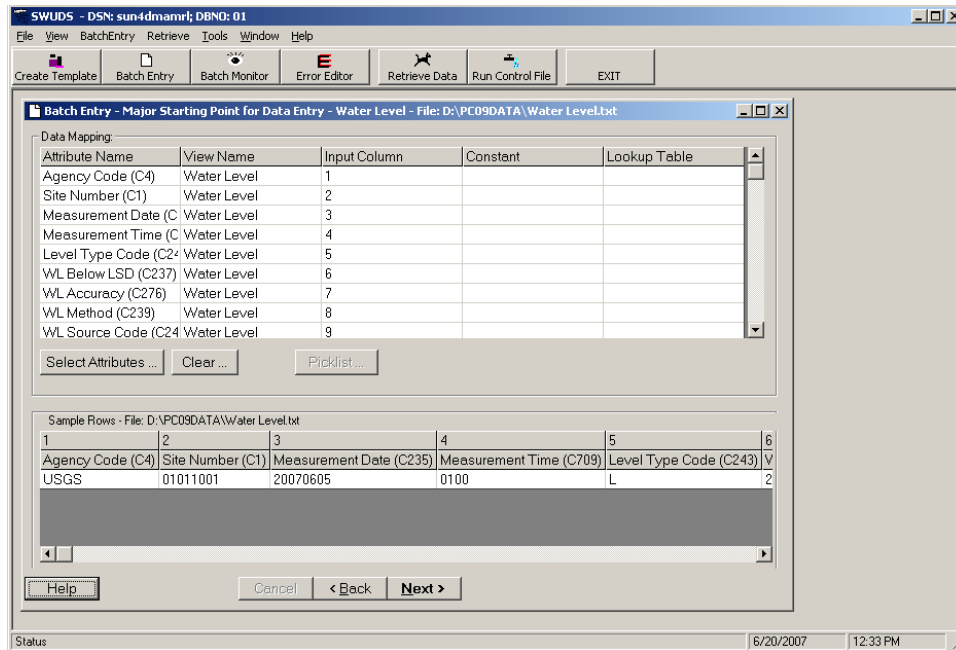 SWUDS - DSN: sun4dmamrl; DBNO: 01
File View BatchEntry Retrieve Tools Window Help
Create Template Batch Entry Batch Monitor Error Editor Retrieve Data Run Control File EXIT
Batch Entry - Major Starting Point for Data Entry - Water Level - File: D:\PC09DATA\Water Level.txt
Data Mapping:
Attribute Name View Name Input Column Constant Lookup Table
Agency Code (C4) Water Level 1
Site Number (C1) Water Level 2
Measurement Date (C Water Level 3
Measurement Time (C Water Level 4
Level Type Code (C24 Water Level 5
WL Below LSD (C237) Water Level 6
WL Accuracy (C276) Water Level 7
WL Method (C239) Water Level 8
WL Source Code (C24 Water Level 9
Select Attributes ... Clear ... Picklist ...
Sample Rows - File: D:\PC09DATA\Water Level.txt
1 2 3 4 5 6
Agency Code (C4) Site Number (C1) Measurement Date (C235) Measurement Time (C709) Level Type Code (C243) V
USGS 01011001 20070605 0100 L 2
Help Cancel < Back Next >
Status 6/20/2007 12:33 PM